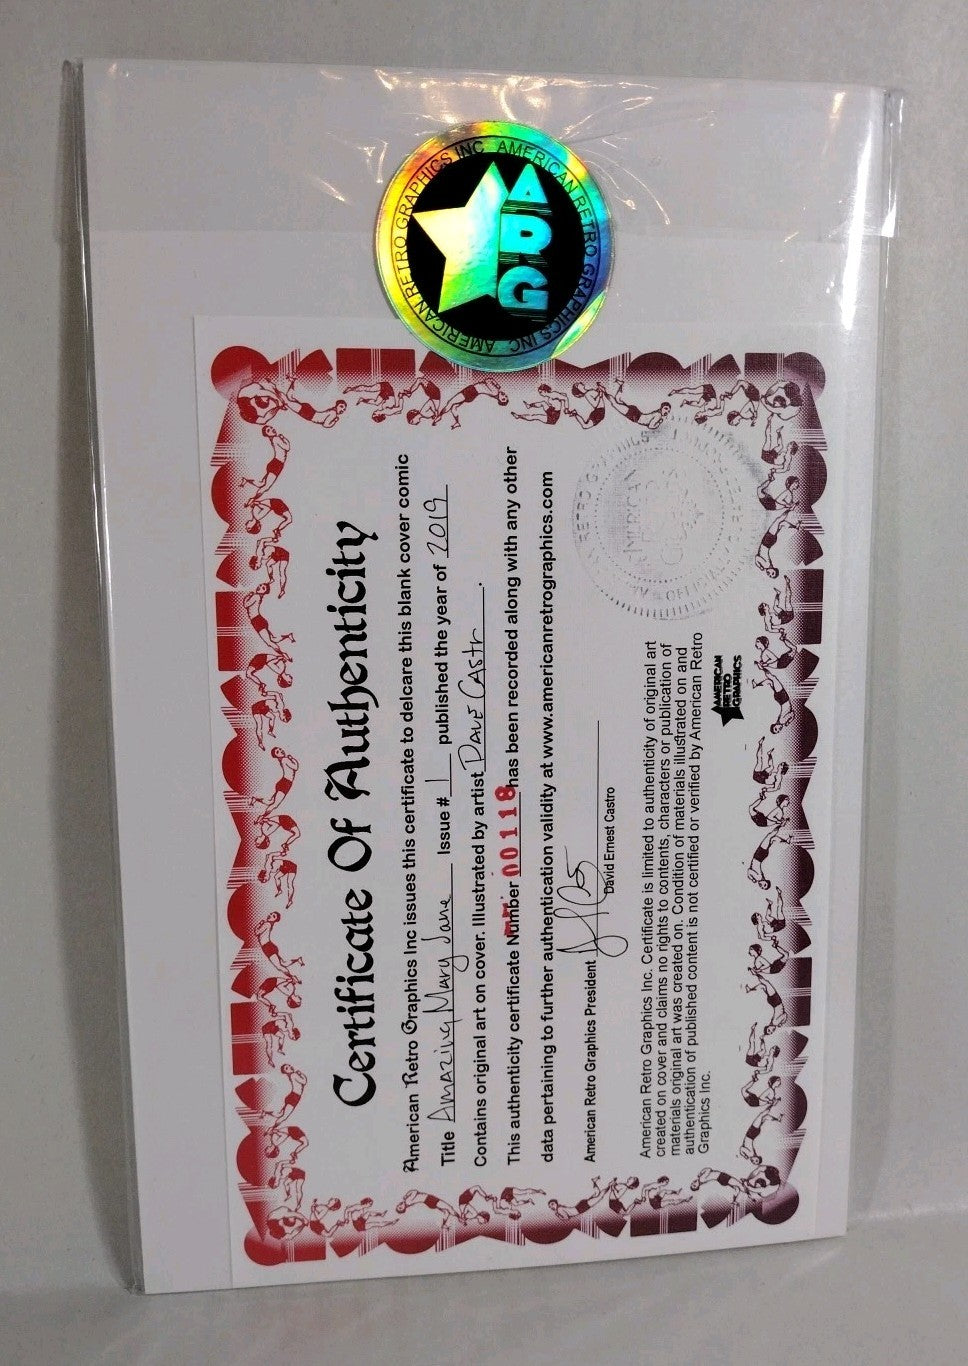 AMERICAN RETRO GRAPHICS INC AMERICAN RETRO GRAPHICS INC
ARG
Certificate Of Authenticity
American Retro Graphics Inc issues this certificate to delcare this blank cover comic
Title Amazing Mary Jane Issue # 1 published the year of 2019
Contains original art on cover. Illustrated by artist Dave Castr.
This authenticity certificate Number 00118 has been recorded along with any other
data pertaining to further authentication validity at www.americanretrographics.com
American Retro Graphics President
David Ernest Castro
American Retro Graphics Inc. Certificate is limited to authenticity of original art
created on cover and claims no rights to contents, characters or publication of
materials original art was created on. Condition of materials illustrated on and
authentication of published content is not certified or verified by American Retro
Graphics Inc.
AMERICAN
RETRO
GRAPHICS